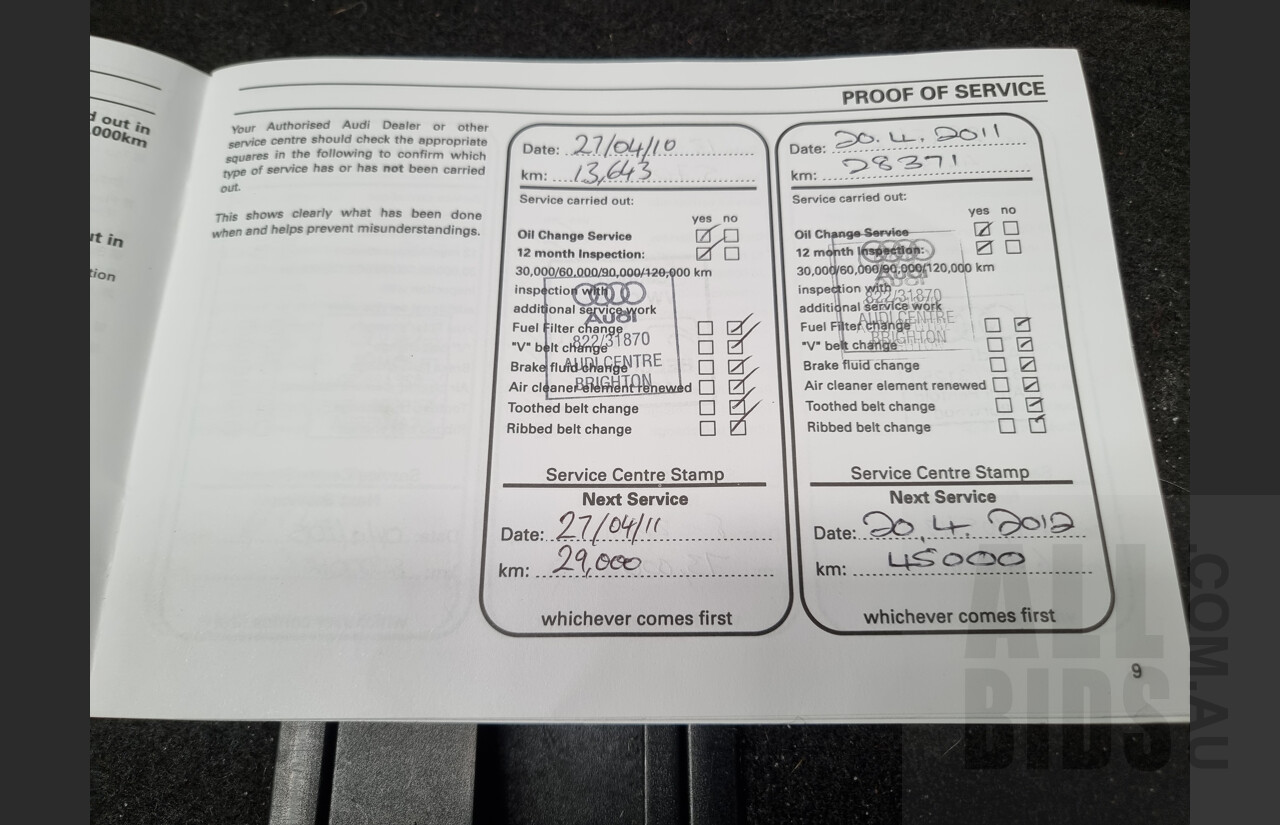 d out in
000km
t in
tion
PROOF OF SERVICE
Your Authorised Audi Dealer or other
service centre should check the appropriate
squares in the following to confirm which
type of service has or has not been carried
out.
This shows clearly what has been done
when and helps prevent misunderstandings.
Date: 27/04/10
km: 13,643
Service carried out:
yes no
Oil Change Service
12 month Inspection:
30,000/60,000/90,000/120,000 km
inspection with
additional service work
Fuel Filter change
"V" belt change
Brake fluid change
Air cleaner element renewed
Toothed belt change
Ribbed belt change
Audi
822/31870
AUDI CENTRE
BRIGHTON
Service Centre Stamp
Next Service
Date: 27/04/11
km: 29,000
whichever comes first
Date: 20.4.2011
km: 28371
Service carried out:
yes no
Oil Change Service
12 month Inspection:
30,000/60,000/90,000/120,000 km
inspection with
additional service work
Fuel Filter change
"V" belt change
Brake fluid change
Air cleaner element renewed
Toothed belt change
Ribbed belt change
Audi
822/31870
AUDI CENTRE
BRIGHTON
Service Centre Stamp
Next Service
Date: 20.4.2012
km: 45000
whichever comes first
9
ALL
BIDS
.COM.AU